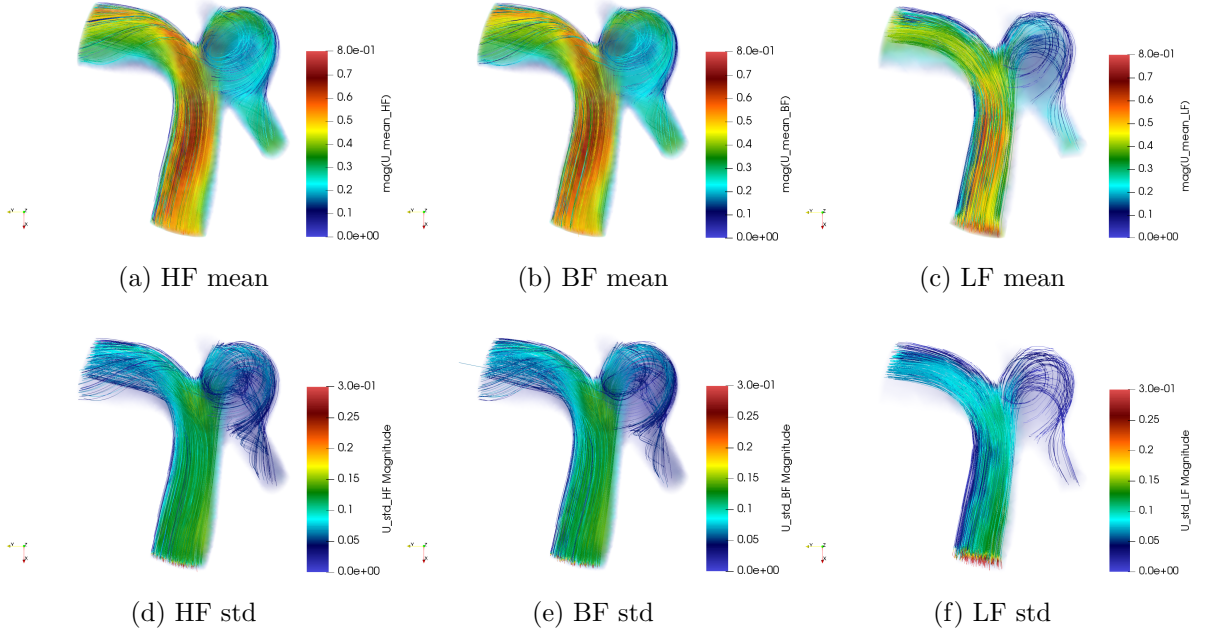 8.0e-01
0.7
0.6
0.5
0.4
0.3
0.2
0.1
0.0e+00
mag(U_mean_HF)
(a) HF mean
8.0e-01
0.7
0.6
0.5
0.4
0.3
0.2
0.1
0.0e+00
mag(U_mean_BF)
(b) BF mean
8.0e-01
0.7
0.6
0.5
0.4
0.3
0.2
0.1
0.0e+00
mag(U_mean_LF)
(c) LF mean
3.0e-01
0.25
0.2
0.15
0.1
0.05
0.0e+00
U_std_HF Magnitude
(d) HF std
3.0e-01
0.25
0.2
0.15
0.1
0.05
0.0e+00
U_std_BF Magnitude
(e) BF std
3.0e-01
0.25
0.2
0.15
0.1
0.05
0.0e+00
U_std_LF Magnitude
(f) LF std